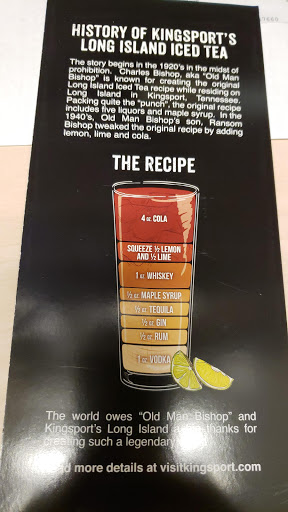 HISTORY OF KINGSPORT'S
LONG ISLAND ICED TEA
The story begins in the 1920's in the midst of
prohibition. Charles Bishop, aka "Old Man
Bishop" is known for creating the original
Long Island Iced Tea recipe while residing on
Long Island in Kingsport, Tennessee.
Packing quite the "punch", the original recipe
includes five liquors and maple syrup. In the
1940's, Old Man Bishop's son, Ransom
Bishop tweaked the original recipe by adding
lemon, lime and cola.
THE RECIPE
4 oz. COLA
SQUEEZE ½ LEMON
AND ½ LIME
1 oz. WHISKEY
½ oz. MAPLE SYRUP
½ oz. TEQUILA
½ oz. GIN
½ oz. RUM
1 oz. VODKA
The world owes "Old Man Bishop" and
Kingsport's Long Island thanks for
creating such a legendary
more details at visitkingsport.com